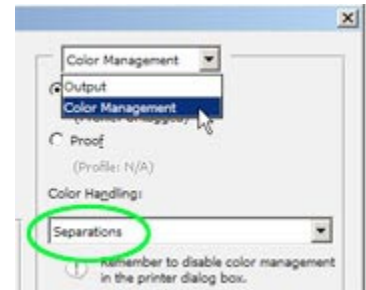 Color Management
Output
Color Management
Proof
(Profile: N/A)
Color Handling:
Separations
Remember to disable color management
in the printer dialog box.